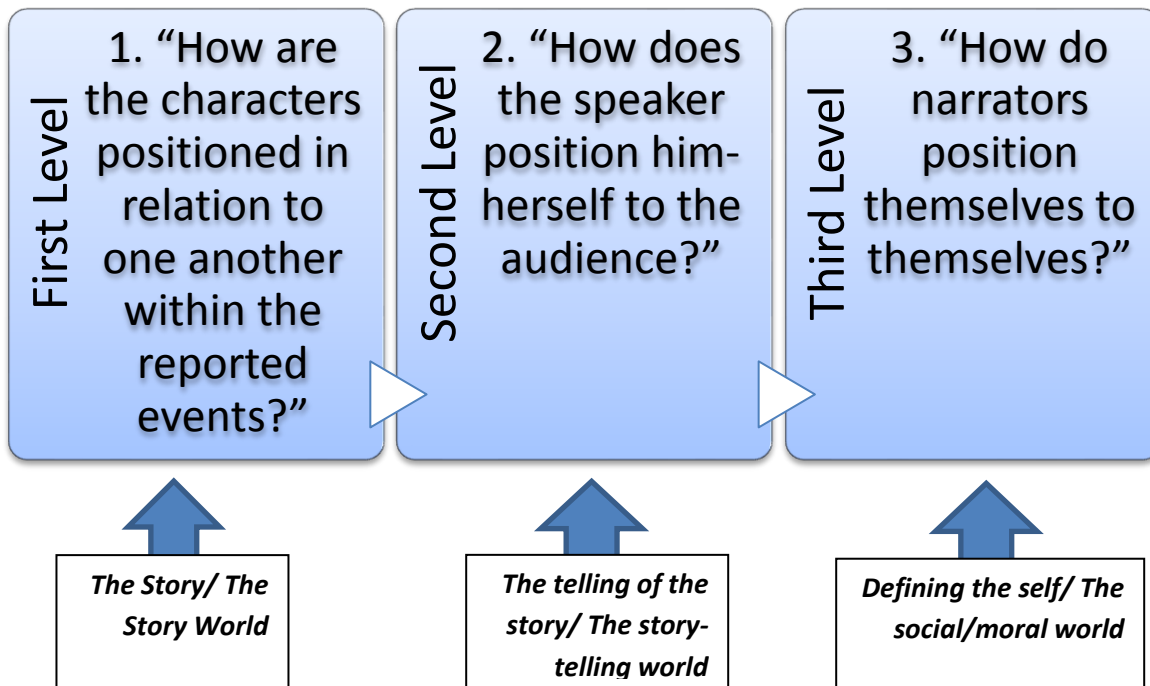 First Level
1. “How are
the characters
positioned in
relation to
one another
within the
reported
events?”
Second Level
2. “How does
the speaker
position him-
herself to the
audience?”
Third Level
3. “How do
narrators
position
themselves to
themselves?”
The Story/ The
Story World
The telling of the
story/ The story-
telling world
Defining the self/ The
social/moral world